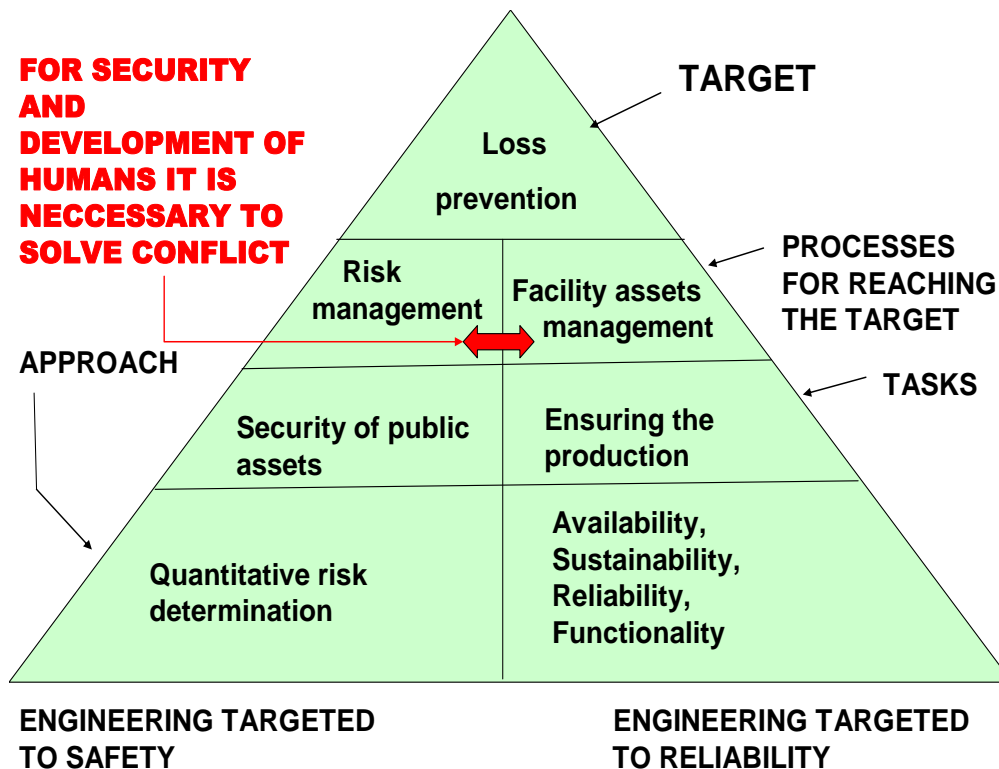 FOR SECURITY
AND
DEVELOPMENT OF
HUMANS IT IS
NECCESSARY TO
SOLVE CONFLICT
TARGET
Loss
prevention
PROCESSES
FOR REACHING
THE TARGET
Risk
management
Facility assets
management
APPROACH
TASKS
Security of public
assets
Ensuring the
production
Quantitative risk
determination
Availability,
Sustainability,
Reliability,
Functionality
ENGINEERING TARGETED
TO SAFETY
ENGINEERING TARGETED
TO RELIABILITY